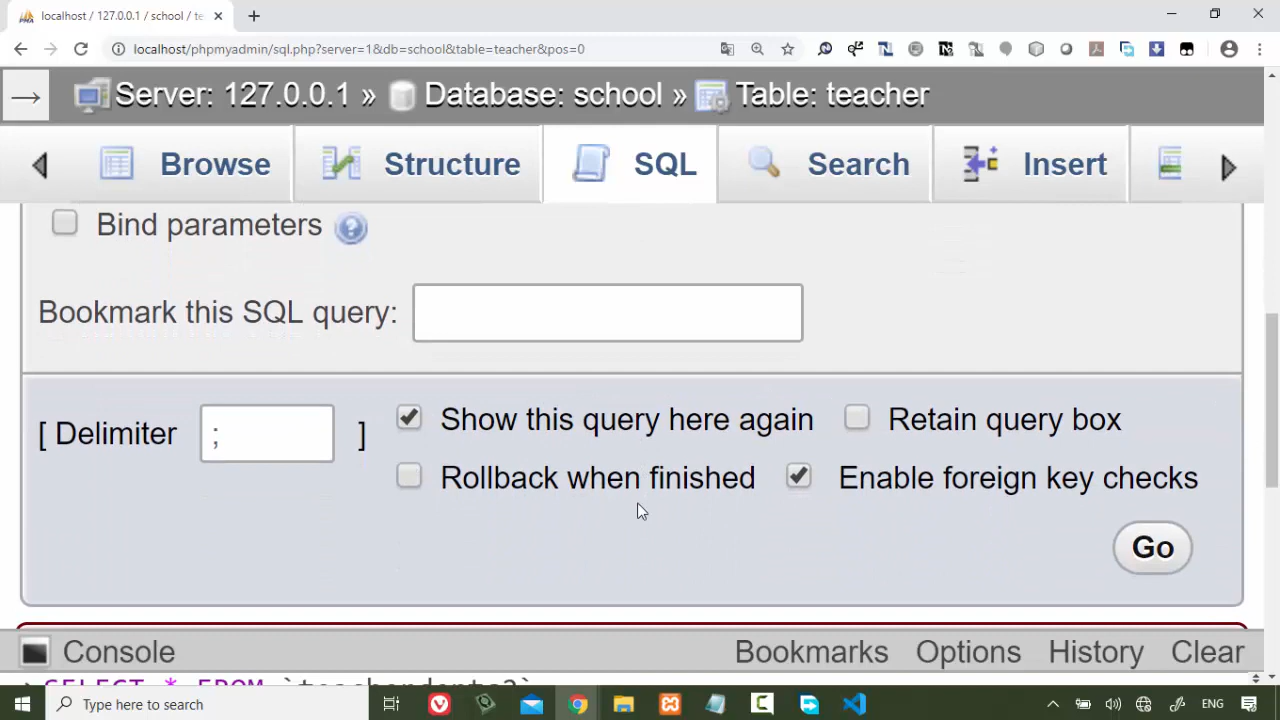 localhost / 127.0.0.1 / school / te
localhost/phpmyadmin/sql.php?server=1&db=school&table=teacher&pos=0
→ Server: 127.0.0.1 » Database: school » Table: teacher
Browse Structure SQL Search Insert
Bind parameters
Bookmark this SQL query:
[ Delimiter ; ] Show this query here again Retain query box
Rollback when finished Enable foreign key checks
Go
Console Bookmarks Options History Clear
Type here to search ENG